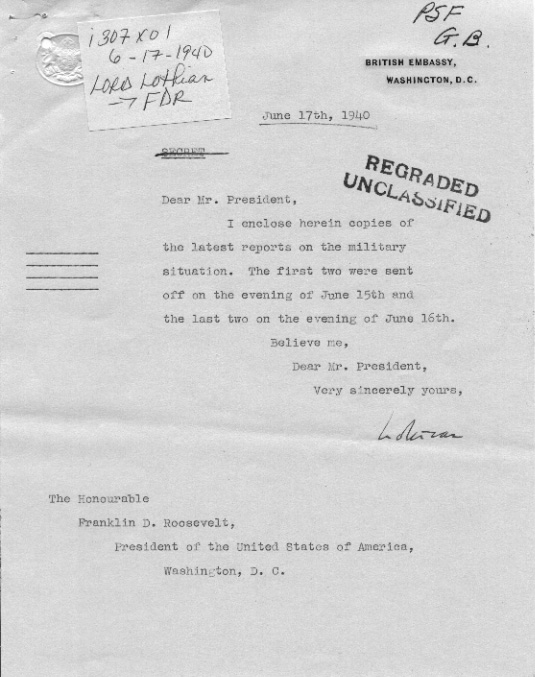 PSF
G.B.
i307x01
6-17-1940
LORD Lothian
→ FDR
BRITISH EMBASSY,
WASHINGTON, D.C.
June 17th, 1940
SECRET
REGRADED
UNCLASSIFIED
Dear Mr. President,
I enclose herein copies of
the latest reports on the military
situation. The first two were sent
off on the evening of June 15th and
the last two on the evening of June 16th.
Believe me,
Dear Mr. President,
Very sincerely yours,
Lothian
The Honourable
Franklin D. Roosevelt,
President of the United States of America,
Washington, D. C.